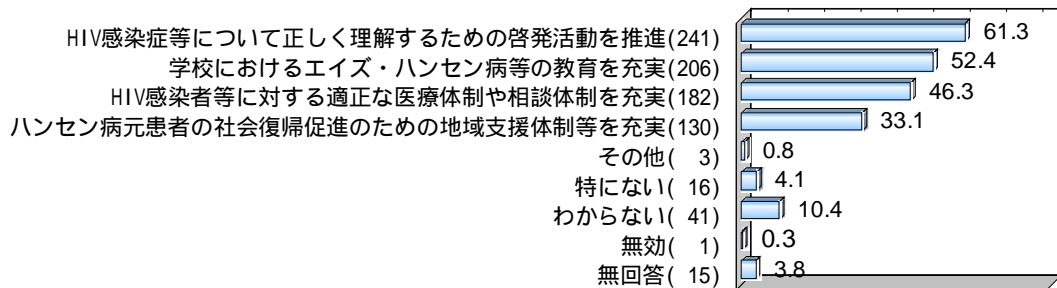 HIV感染症等について正しく理解するための啓発活動を推進(241) 61.3
学校におけるエイズ・ハンセン病等の教育を充実(206) 52.4
HIV感染者等に対する適正な医療体制や相談体制を充実(182) 46.3
ハンセン病元患者の社会復帰促進のための地域支援体制等を充実(130) 33.1
その他( 3) 0.8
特にない( 16) 4.1
わからない( 41) 10.4
無効( 1) 0.3
無回答( 15) 3.8